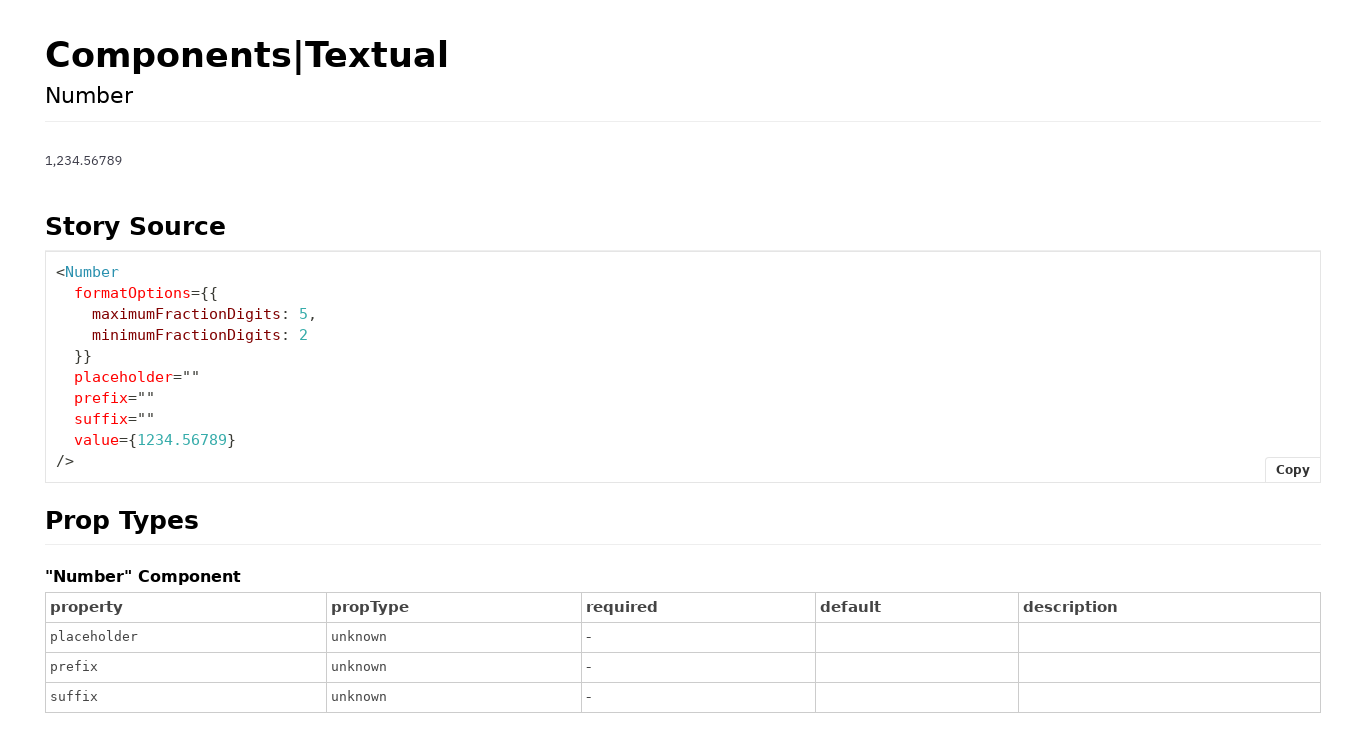 Components|Textual
Number
1,234.56789
Story Source
<Number
  formatOptions={{
    maximumFractionDigits: 5,
    minimumFractionDigits: 2
  }}
  placeholder=""
  prefix=""
  suffix=""
  value={1234.56789}
/>
Copy
Prop Types
"Number" Component
property propType required default description
placeholder unknown -
prefix unknown -
suffix unknown -